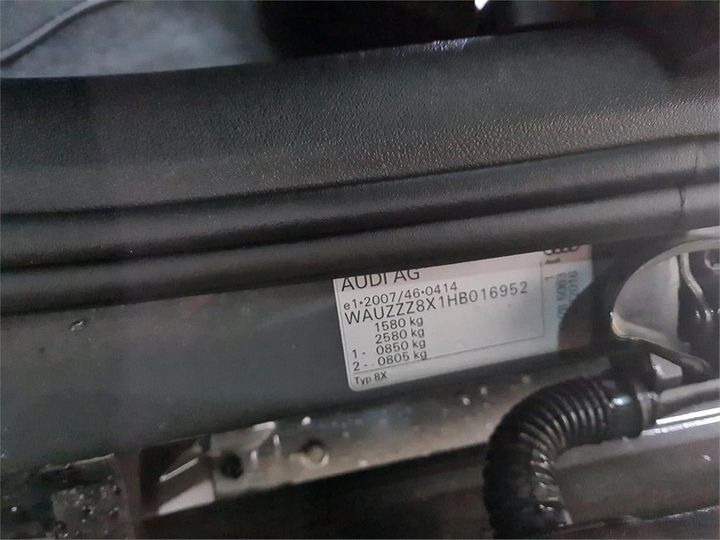 AUDI AG
e1*2007/46*0414
WAUZZZ8X1HB016952
1580 kg
2580 kg
1- 0850 kg
2- 0805 kg
Typ 8X